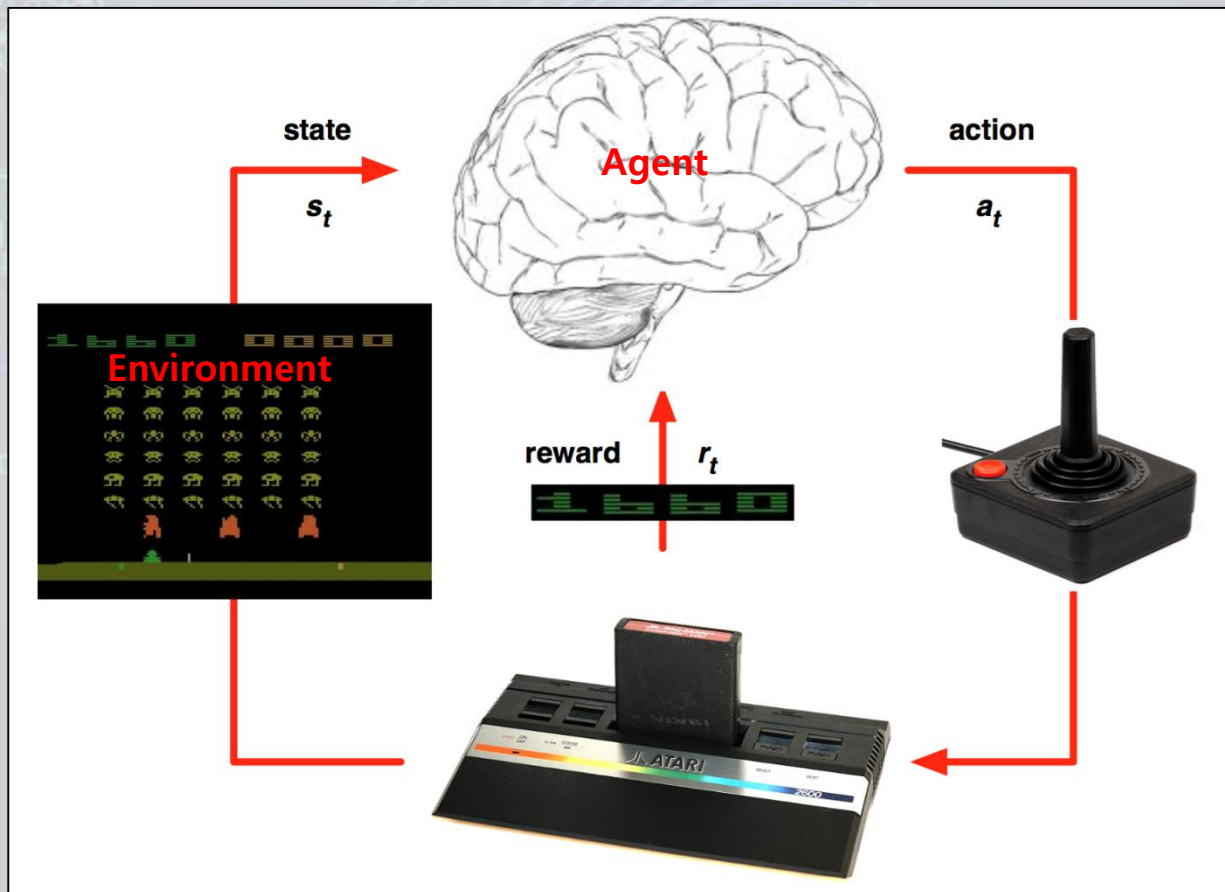 state
s_t
Agent
action
a_t
1660 0000
Environment
reward
r_t
1660
ATARI
2600